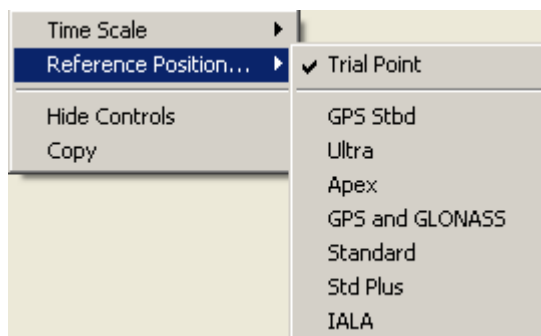 Time Scale
Reference Position...
Hide Controls
Copy
Trial Point
GPS Stbd
Ultra
Apex
GPS and GLONASS
Standard
Std Plus
IALA